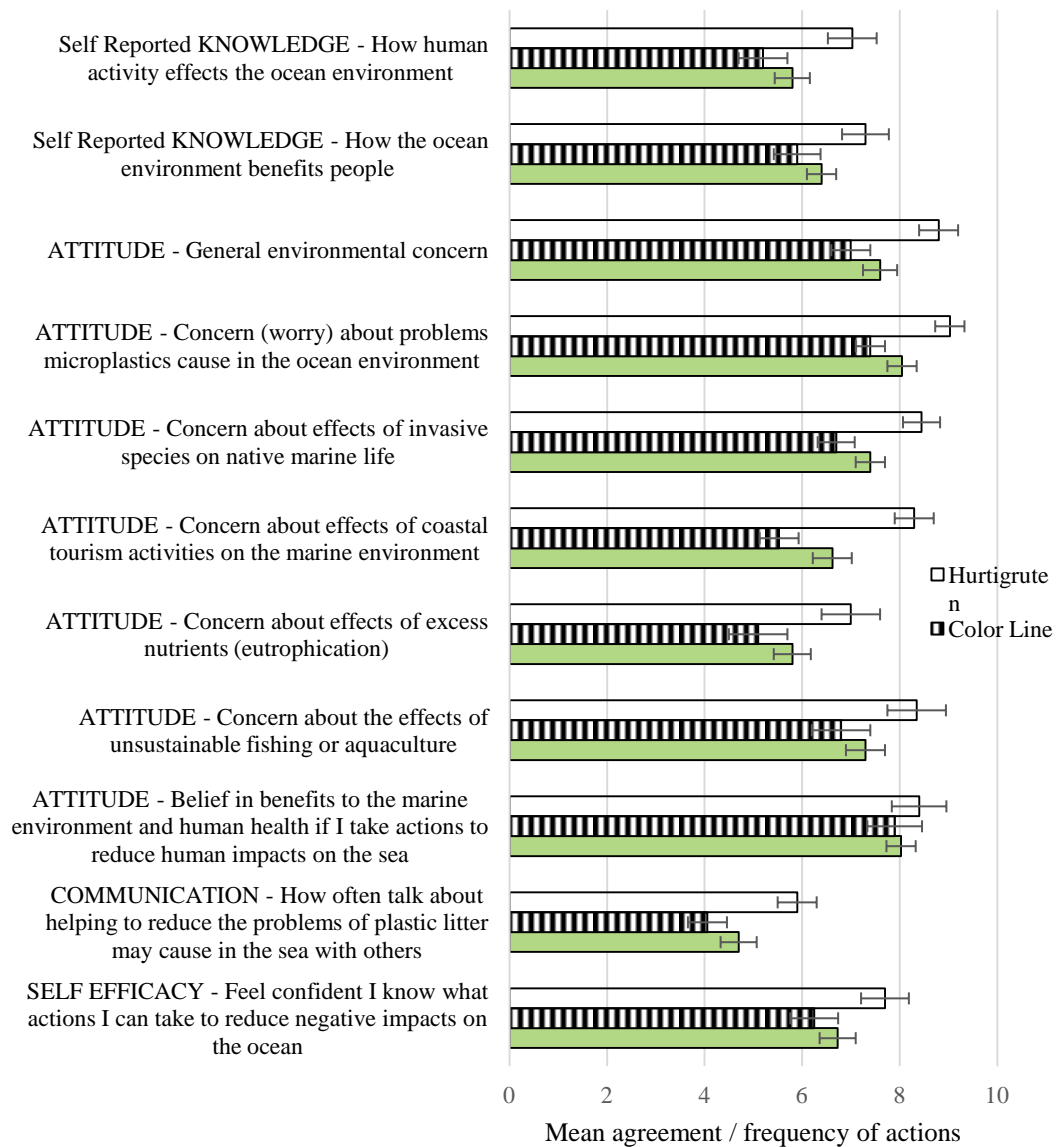 Self Reported KNOWLEDGE - How human
activity effects the ocean environment
Self Reported KNOWLEDGE - How the ocean
environment benefits people
ATTITUDE - General environmental concern
ATTITUDE - Concern (worry) about problems
microplastics cause in the ocean environment
ATTITUDE - Concern about effects of invasive
species on native marine life
ATTITUDE - Concern about effects of coastal
tourism activities on the marine environment
Hurtigrute
n
Color Line
ATTITUDE - Concern about effects of excess
nutrients (eutrophication)
ATTITUDE - Concern about the effects of
unsustainable fishing or aquaculture
ATTITUDE - Belief in benefits to the marine
environment and human health if I take actions to
reduce human impacts on the sea
COMMUNICATION - How often talk about
helping to reduce the problems of plastic litter
may cause in the sea with others
SELF EFFICACY - Feel confident I know what
actions I can take to reduce negative impacts on
the ocean
0 2 4 6 8 10
Mean agreement / frequency of actions